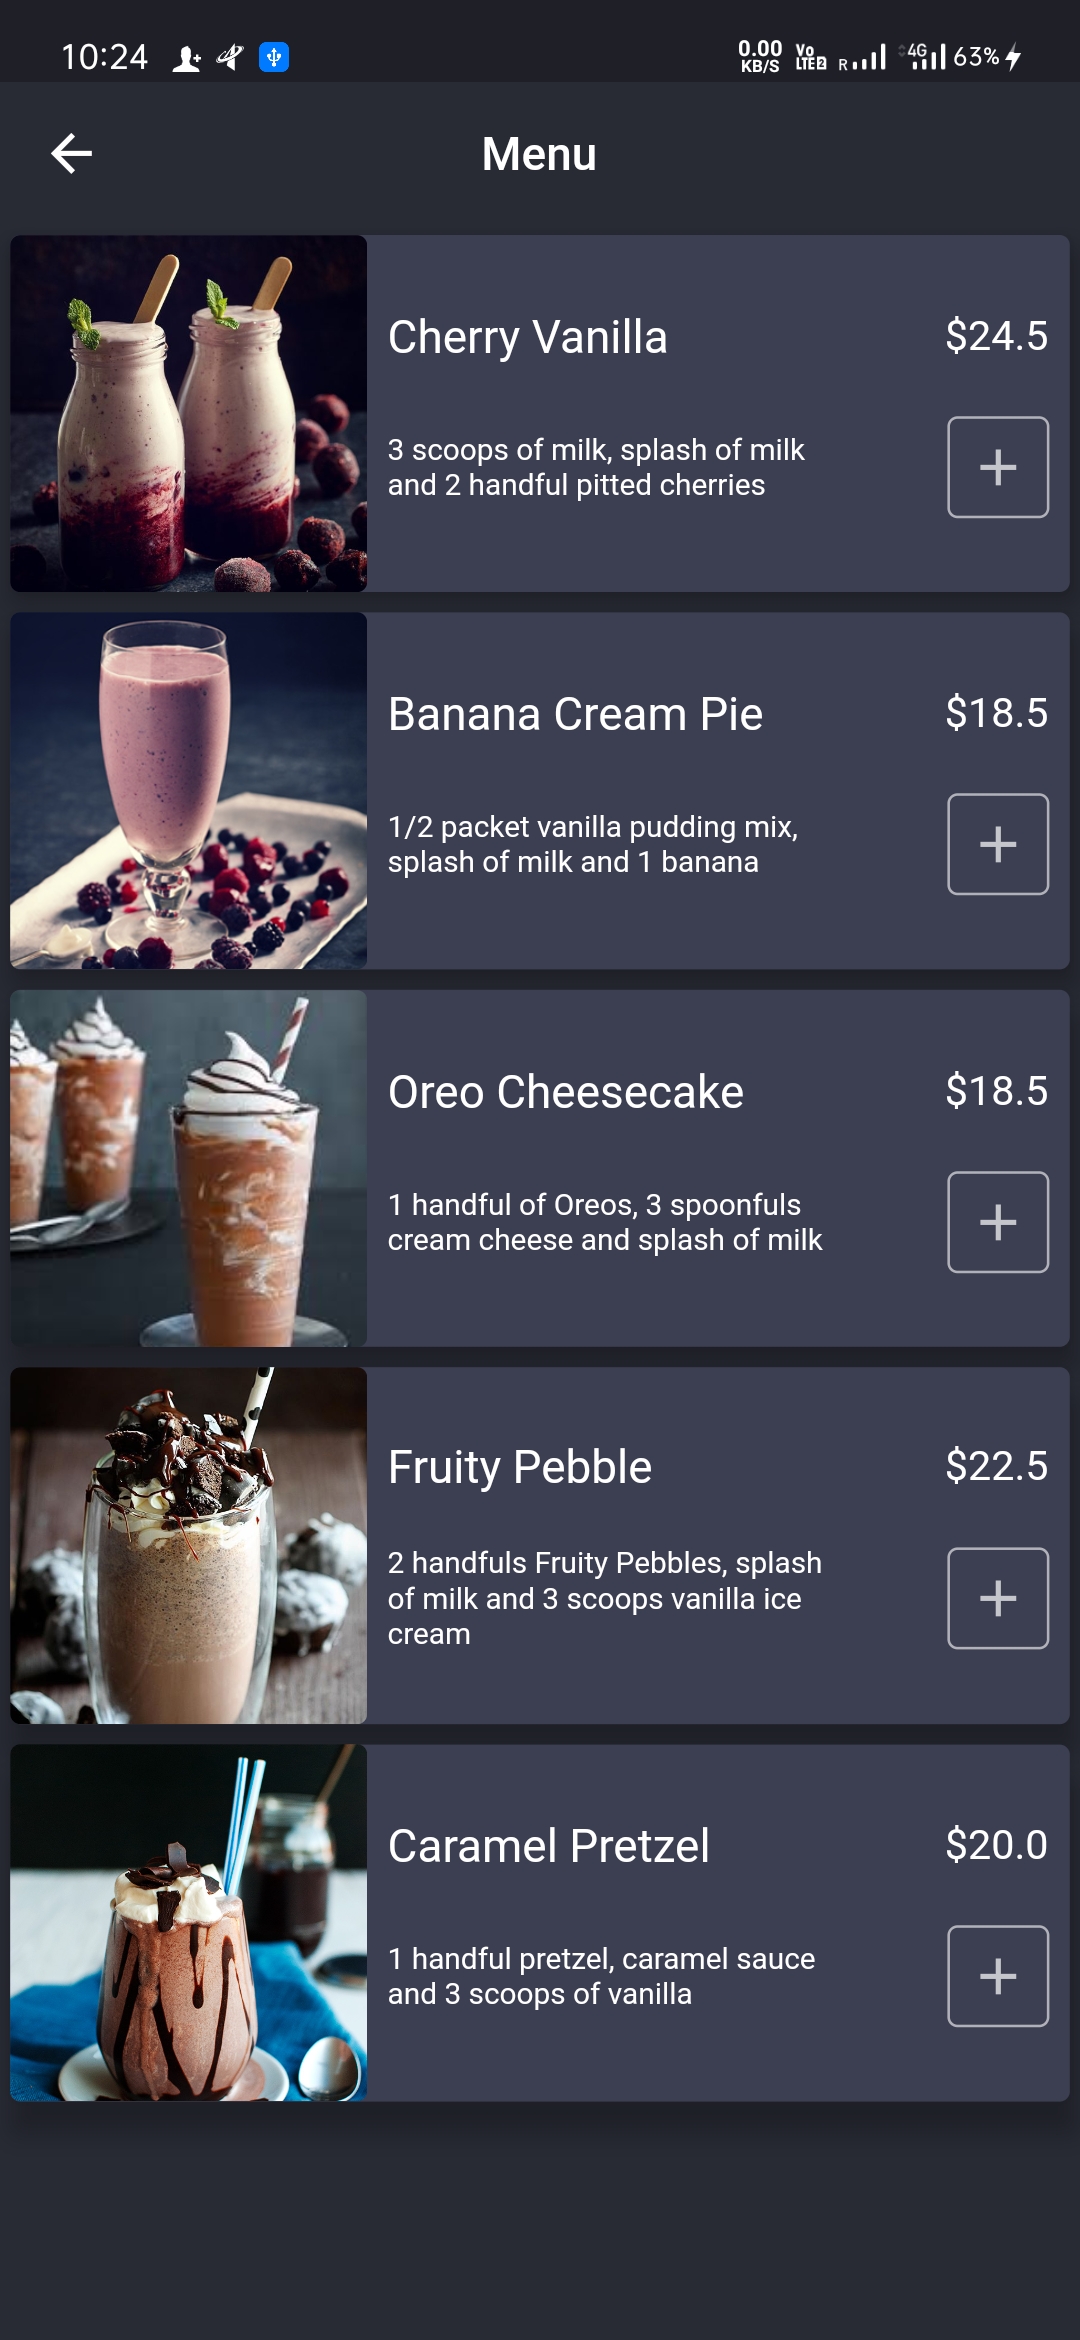 10:24
0.00 KB/S Vo LTE2 R 4G 63%
Menu
Cherry Vanilla
$24.5
3 scoops of milk, splash of milk
and 2 handful pitted cherries
Banana Cream Pie
$18.5
1/2 packet vanilla pudding mix,
splash of milk and 1 banana
Oreo Cheesecake
$18.5
1 handful of Oreos, 3 spoonfuls
cream cheese and splash of milk
Fruity Pebble
$22.5
2 handfuls Fruity Pebbles, splash
of milk and 3 scoops vanilla ice
cream
Caramel Pretzel
$20.0
1 handful pretzel, caramel sauce
and 3 scoops of vanilla